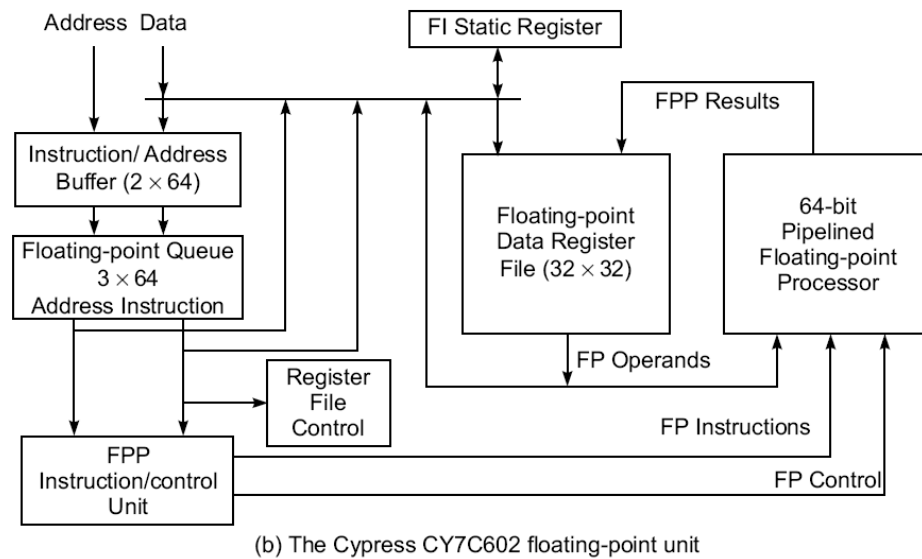 Address Data
FI Static Register
FPP Results
Instruction/ Address
Buffer (2 × 64)
Floating-point
Data Register
File (32 × 32)
64-bit
Pipelined
Floating-point
Processor
Floating-point Queue
3 × 64
Address Instruction
FP Operands
Register
File
Control
FP Instructions
FPP
Instruction/control
Unit
FP Control
(b) The Cypress CY7C602 floating-point unit